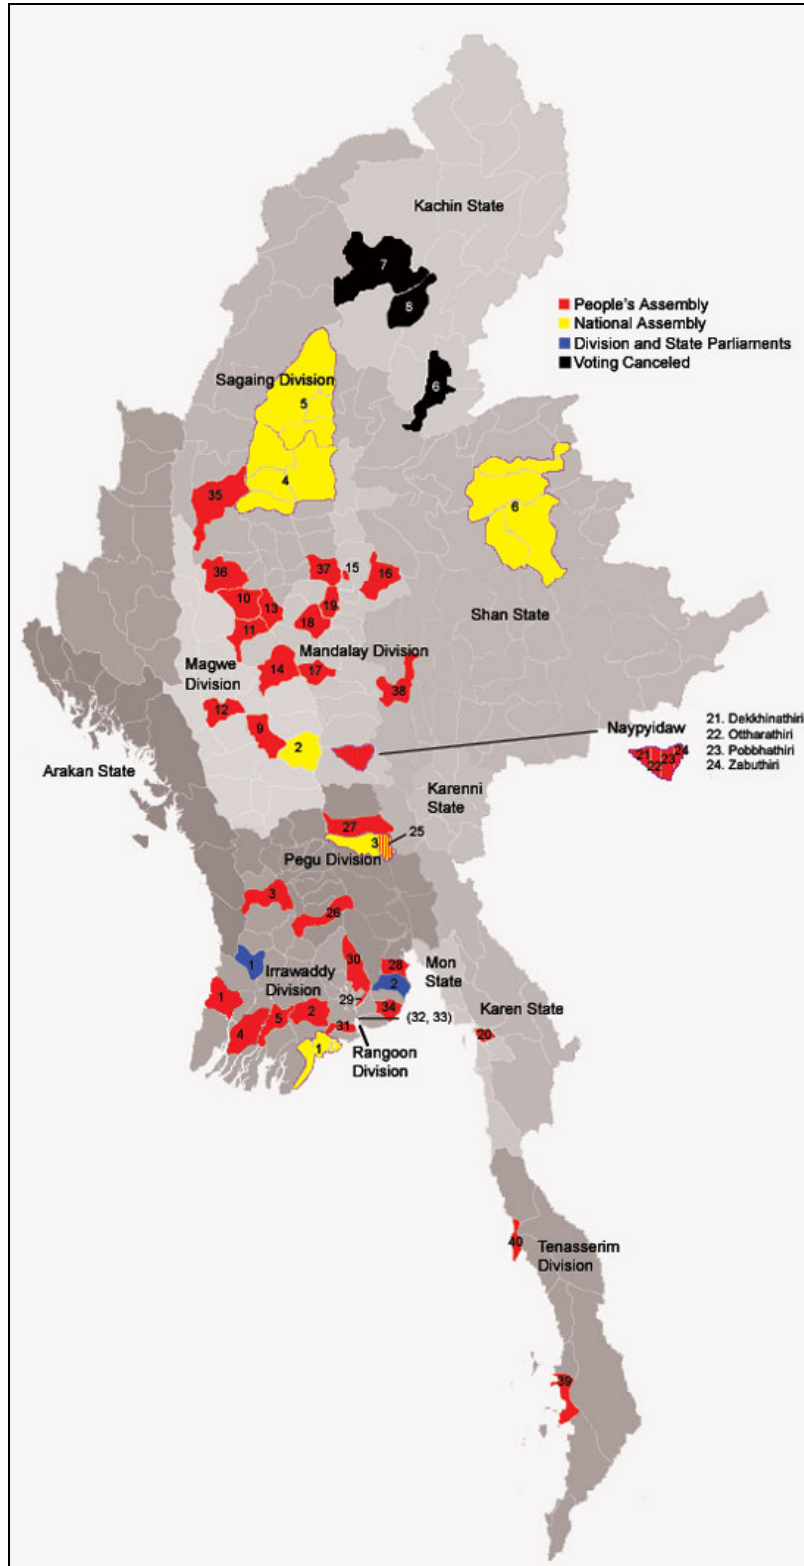 Kachin State
7
8
People's Assembly
National Assembly
Division and State Parliaments
Voting Canceled
6
Sagaing Division
5
4
35
6
36
37
15
16
10
13
19
18
11
Shan State
Mandalay Division
Magwe
Division
14
17
38
12
9
2
Naypyidaw
21. Dekkhinathiri
22. Ottharathiri
23. Pobbhathiri
24. Zabuthiri
21
22
23
24
Arakan State
Karenni
State
27
25
3
Pegu Division
3
26
1
Irrawaddy
Division
30
28
Mon
State
2
1
29
34
Karen State
4
5
2
31
(32, 33)
20
1
Rangoon
Division
40
Tenasserim
Division
39